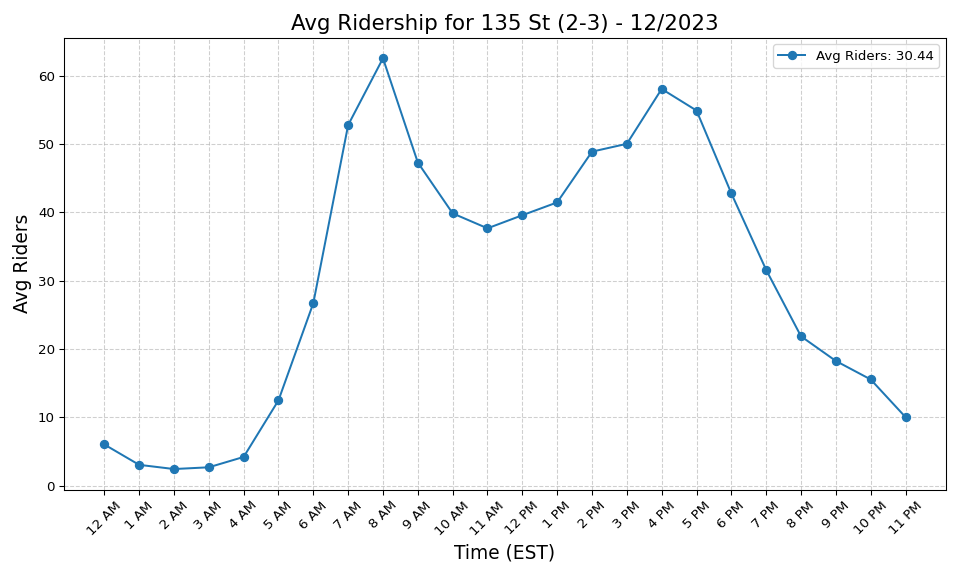 Avg Ridership for 135 St (2-3) - 12/2023
Avg Riders: 30.44
Avg Riders
60
50
40
30
20
10
0
12 AM
1 AM
2 AM
3 AM
4 AM
5 AM
6 AM
7 AM
8 AM
9 AM
10 AM
11 AM
12 PM
1 PM
2 PM
3 PM
4 PM
5 PM
6 PM
7 PM
8 PM
9 PM
10 PM
11 PM
Time (EST)